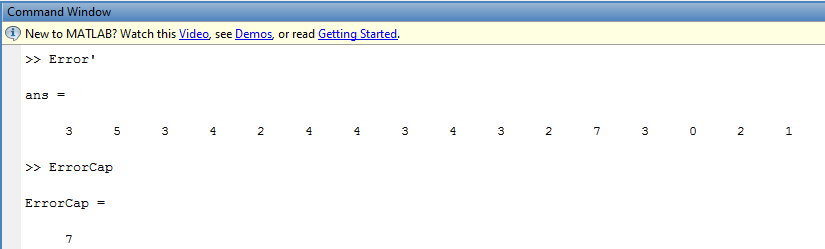 Command Window
New to MATLAB? Watch this Video, see Demos, or read Getting Started.
>> Error'
ans =
3 5 3 4 2 4 4 3 4 3 2 7 3 0 2 1
>> ErrorCap
ErrorCap =
7